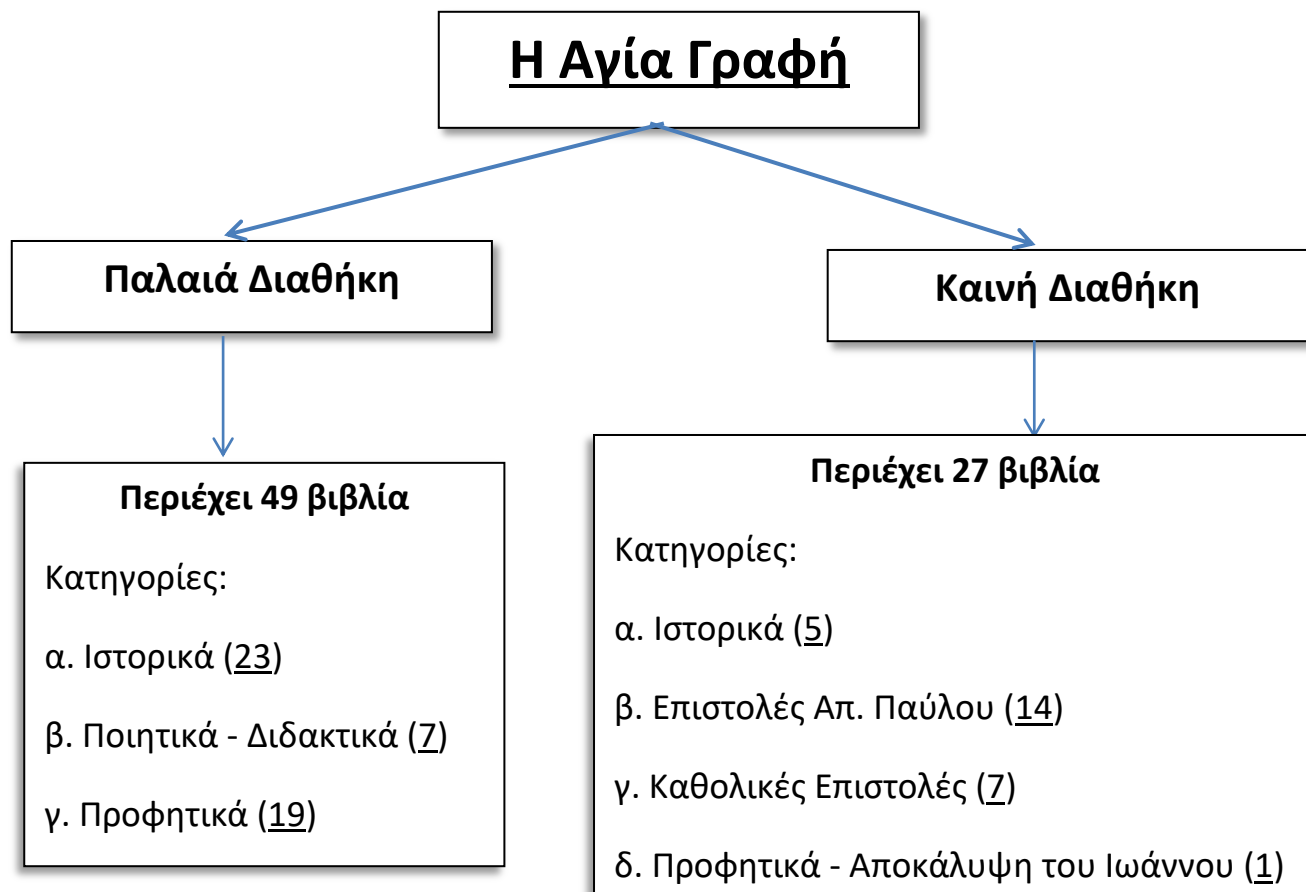 Η Αγία Γραφή
Παλαιά Διαθήκη
Καινή Διαθήκη
Περιέχει 49 βιβλία
Κατηγορίες:
α. Ιστορικά (23)
β. Ποιητικά - Διδακτικά (7)
γ. Προφητικά (19)
Περιέχει 27 βιβλία
Κατηγορίες:
α. Ιστορικά (5)
β. Επιστολές Απ. Παύλου (14)
γ. Καθολικές Επιστολές (7)
δ. Προφητικά - Αποκάλυψη του Ιωάννου (1)